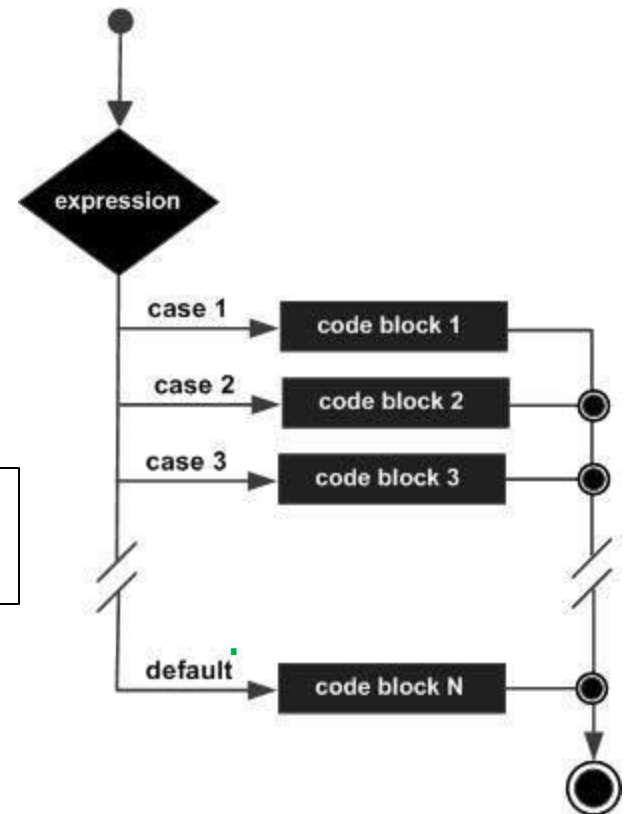 expression
case 1
code block 1
case 2
code block 2
case 3
code block 3
default
code block N